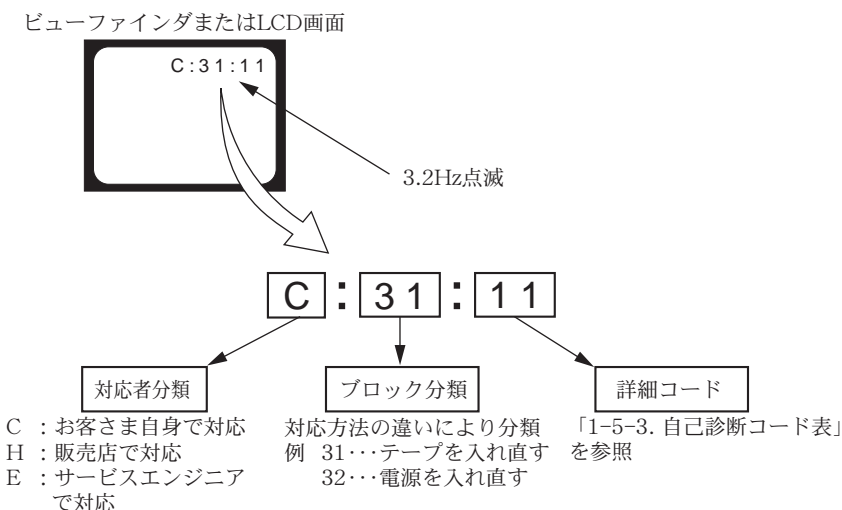 ビューファインダまたはLCD画面
C:31:11
3.2Hz点滅
C : 31 : 11
対応者分類
C :お客さま自身で対応
H :販売店で対応
E :サービスエンジニア
で対応
ブロック分類
対応方法の違いにより分類
例 31･･･テープを入れ直す
32･･･電源を入れ直す
詳細コード
「1-5-3. 自己診断コード表」
を参照